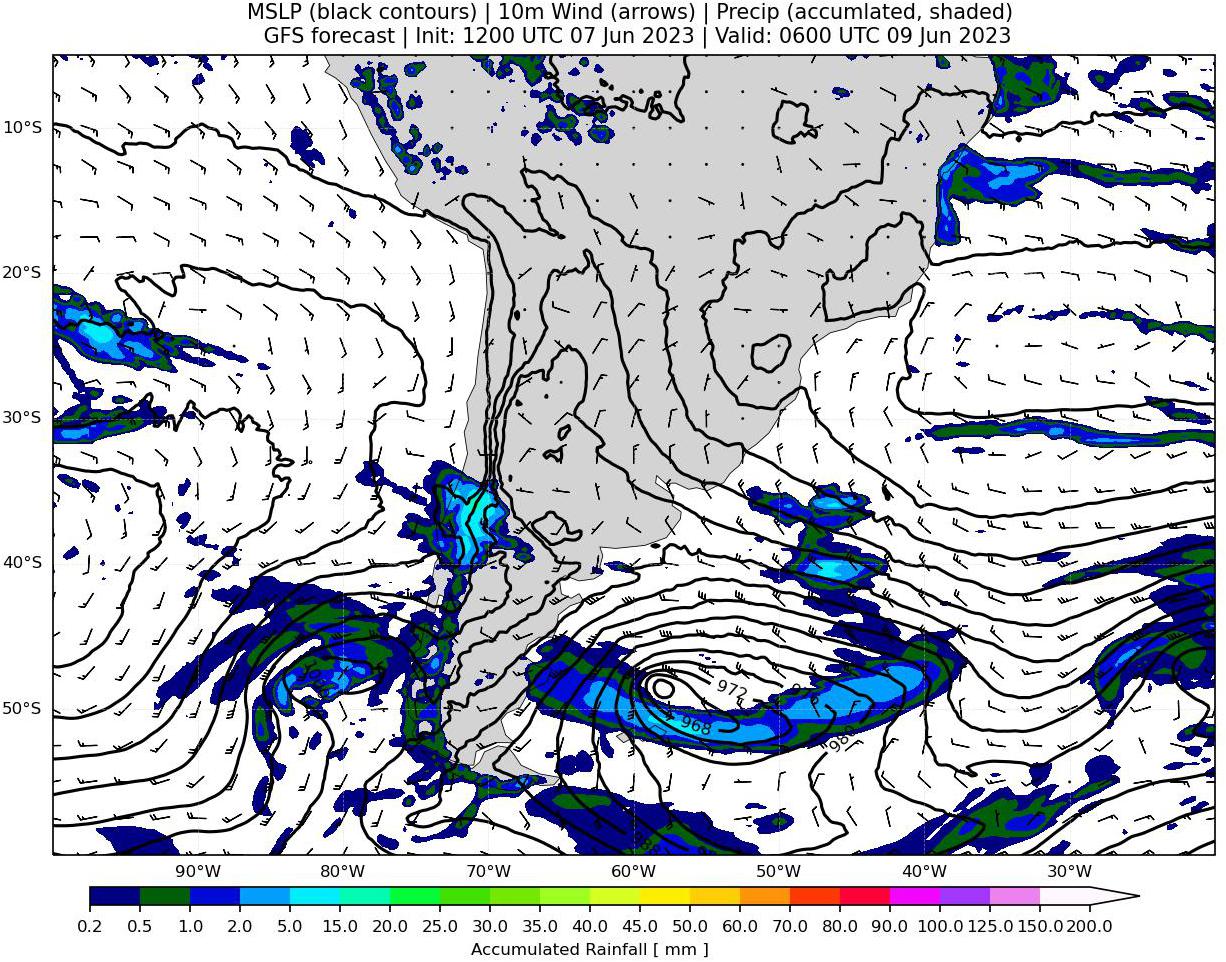 MSLP (black contours) | 10m Wind (arrows) | Precip (accumlated, shaded)
GFS forecast | Init: 1200 UTC 07 Jun 2023 | Valid: 0600 UTC 09 Jun 2023
10°S
20°S
30°S
40°S
50°S
972
968
90°W
80°W
70°W
60°W
50°W
40°W
30°W
0.2 0.5 1.0 2.0 5.0 10.0 15.0 20.0 25.0 30.0 35.0 40.0 45.0 50.0 60.0 70.0 80.0 90.0 100.0 125.0 150.0 200.0
Accumulated Rainfall [ mm ]